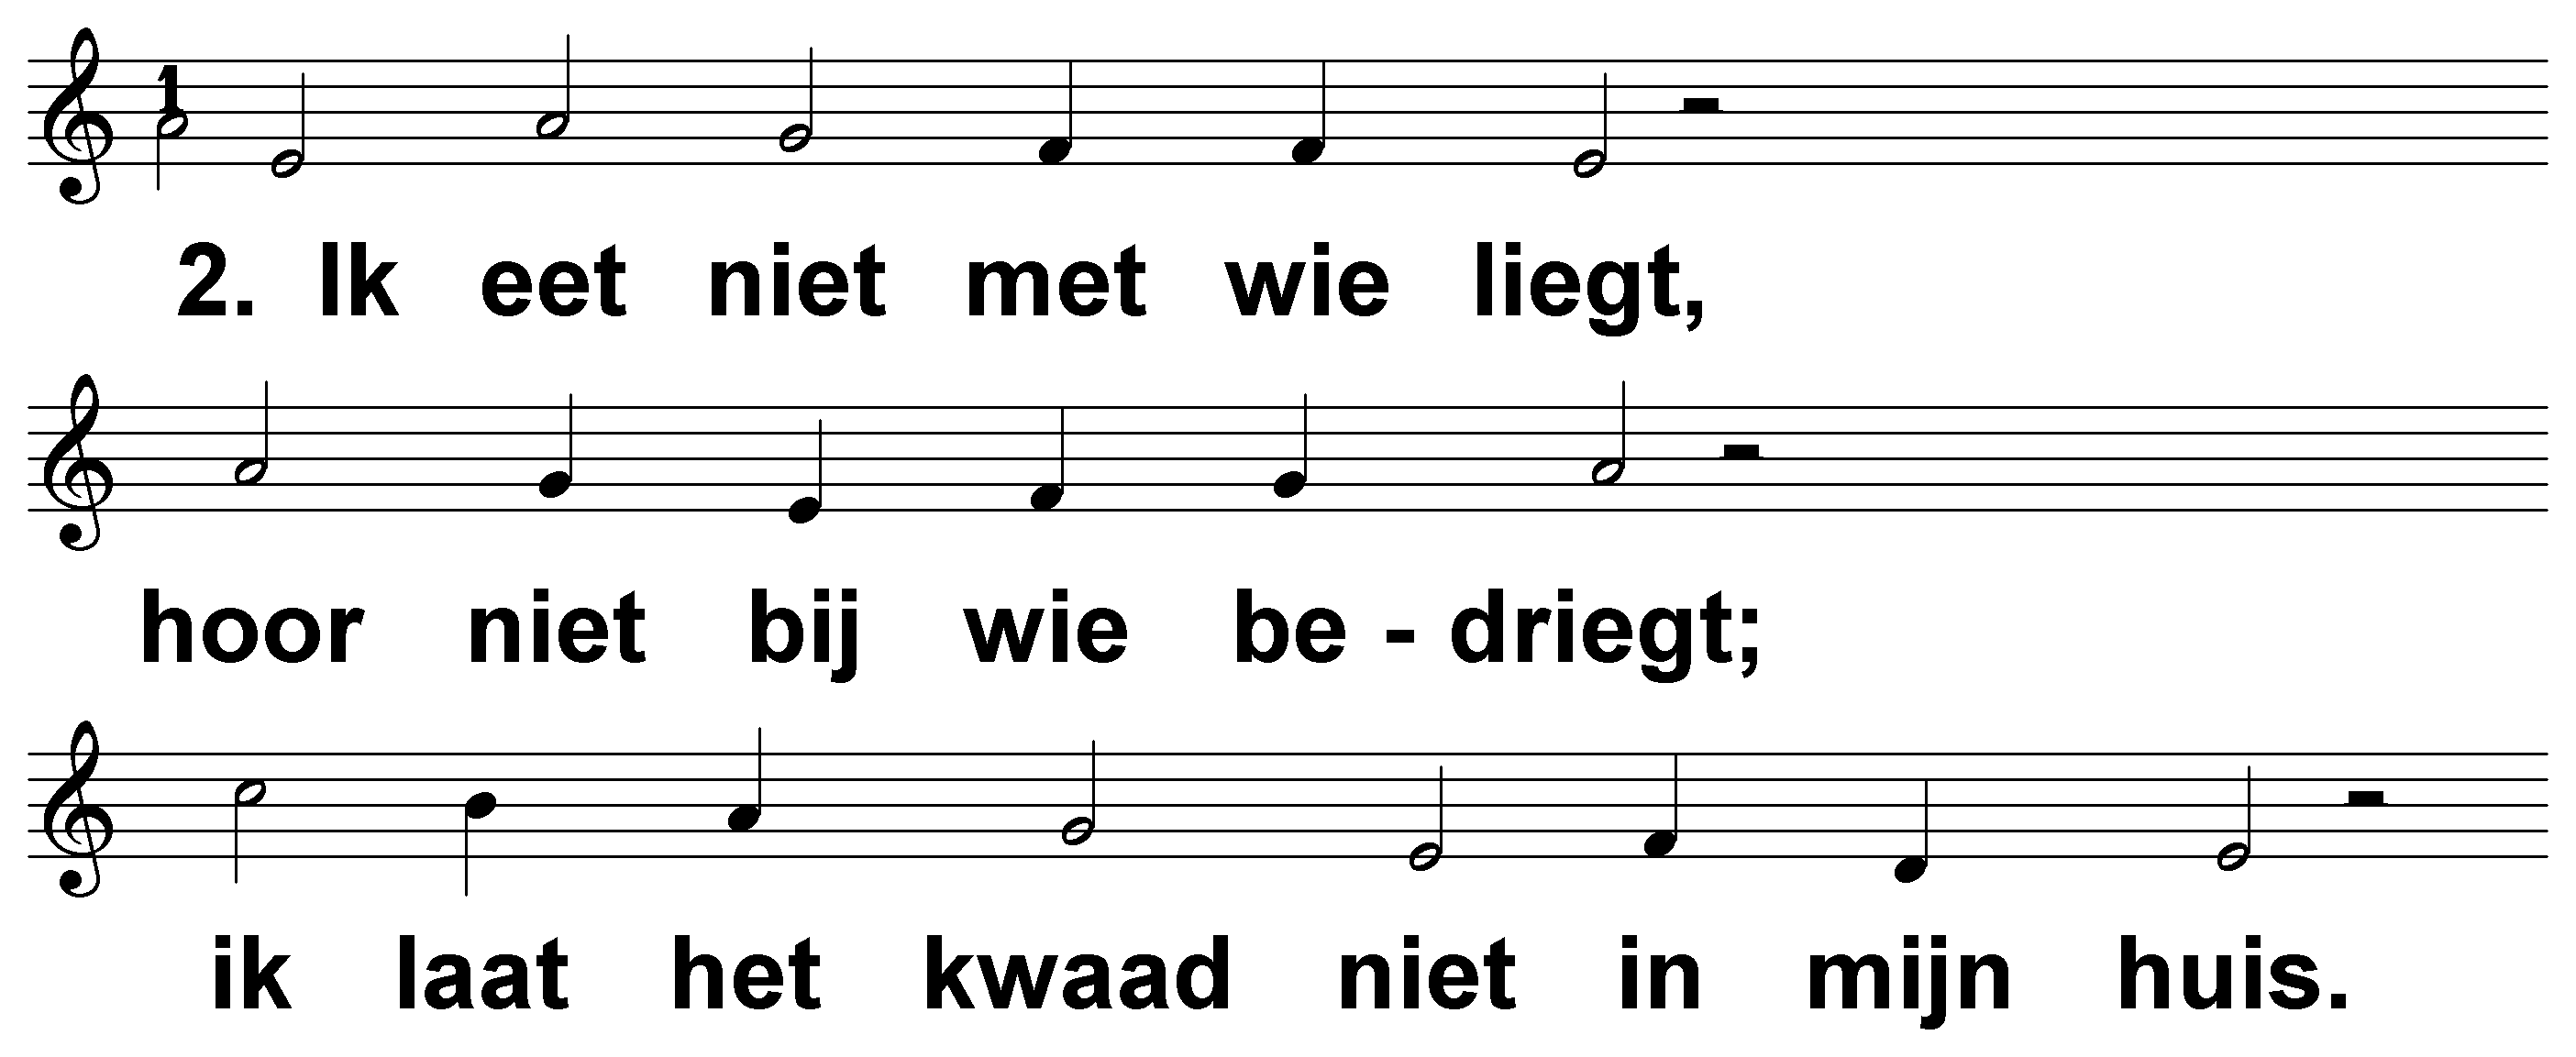 1
2. Ik eet niet met wie liegt,
hoor niet bij wie be - driegt;
ik laat het kwaad niet in mijn huis.